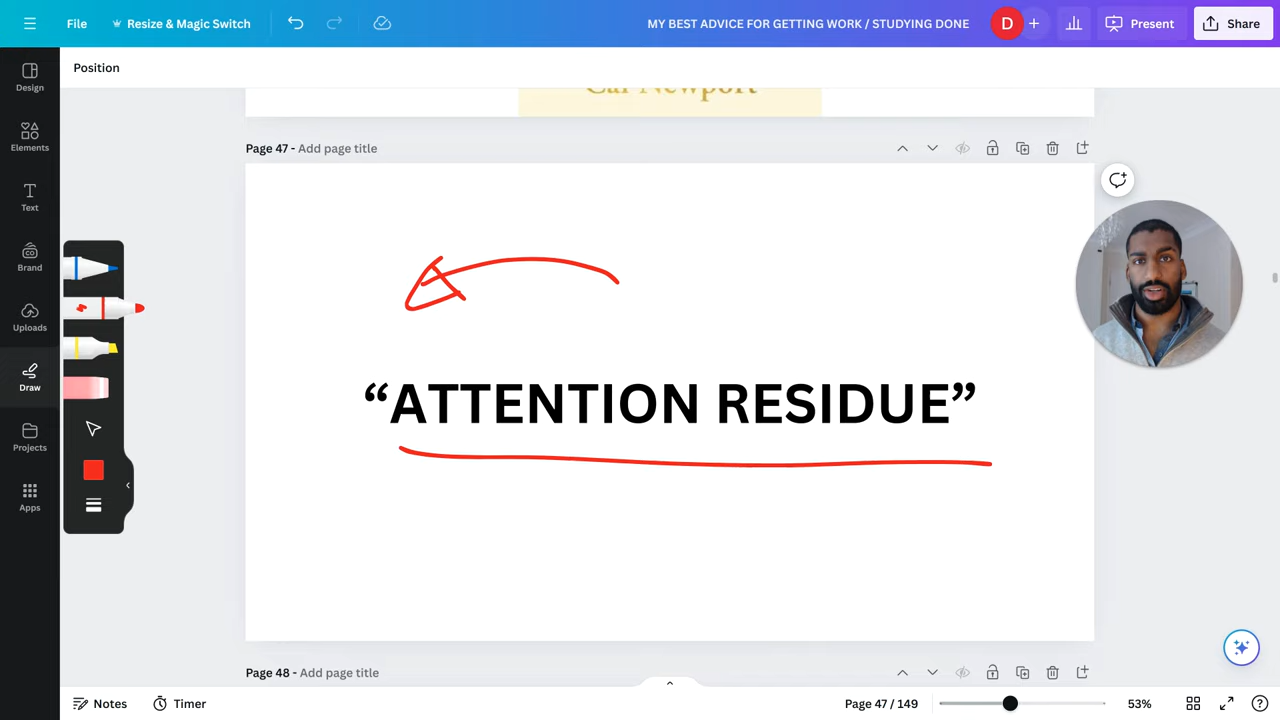 File
Resize & Magic Switch
MY BEST ADVICE FOR GETTING WORK / STUDYING DONE
D
Present
Share
Position
Design
Elements
Text
Brand
Uploads
Draw
Projects
Apps
Cal Newport
Page 47 - Add page title
“ATTENTION RESIDUE”
Page 48 - Add page title
Notes
Timer
Page 47 / 149
53%